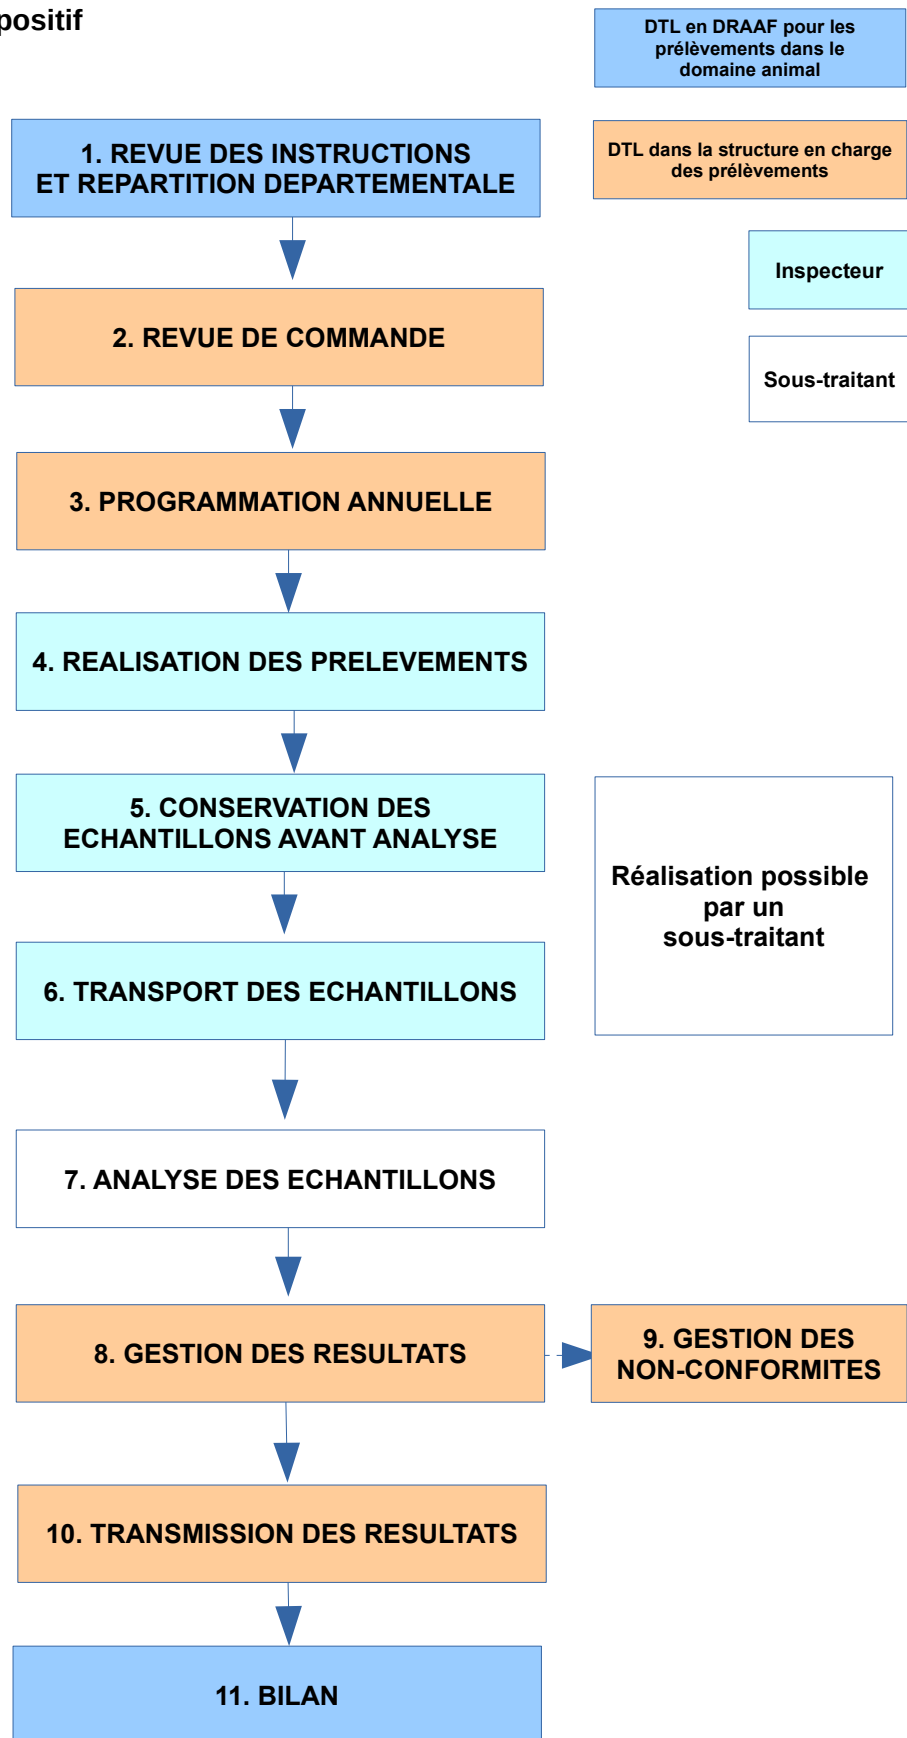 positif
DTL en DRAAF pour les
prélèvements dans le
domaine animal
1. REVUE DES INSTRUCTIONS
ET REPARTITION DEPARTEMENTALE
DTL dans la structure en charge
des prélèvements
Inspecteur
2. REVUE DE COMMANDE
Sous-traitant
3. PROGRAMMATION ANNUELLE
4. REALISATION DES PRELEVEMENTS
5. CONSERVATION DES
ECHANTILLONS AVANT ANALYSE
Réalisation possible
par un
sous-traitant
6. TRANSPORT DES ECHANTILLONS
7. ANALYSE DES ECHANTILLONS
8. GESTION DES RESULTATS
9. GESTION DES
NON-CONFORMITES
10. TRANSMISSION DES RESULTATS
11. BILAN